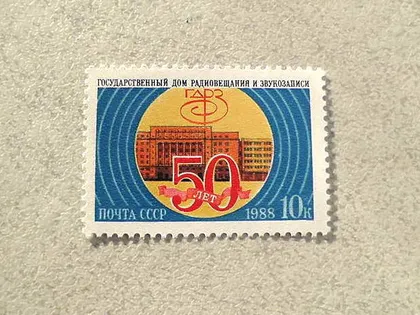 ГОСУДАРСТВЕННЫЙ ДОМ РАДИОВЕЩАНИЯ И ЗВУКОЗАПИСИ
ГДРЗ
50
ЛЕТ
ПОЧТА СССР 1988 10к